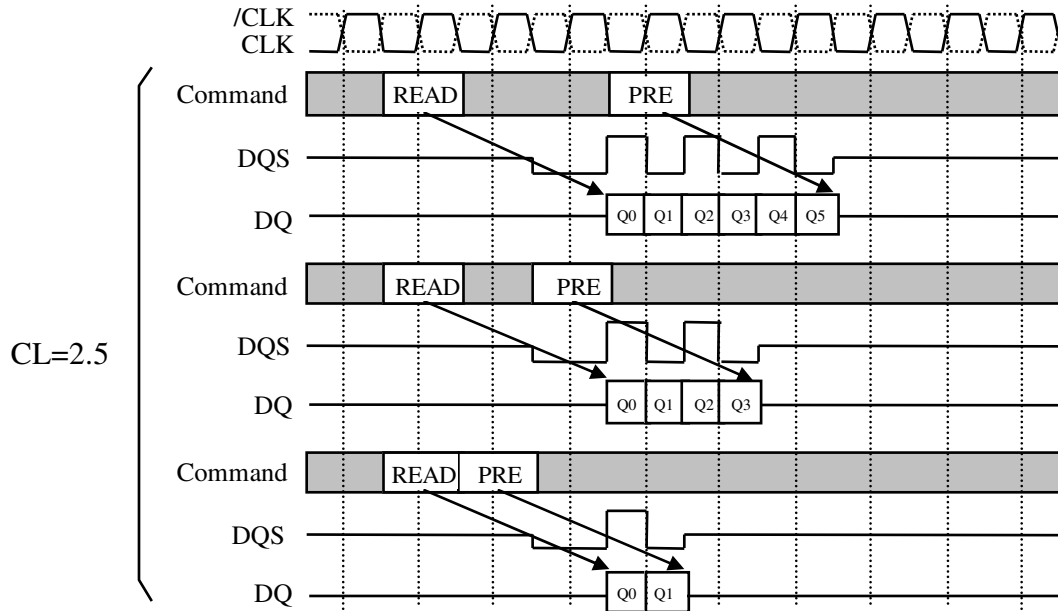 /CLK
CLK
Command READ PRE
DQS
DQ Q0 Q1 Q2 Q3 Q4 Q5
Command READ PRE
CL=2.5
DQS
DQ Q0 Q1 Q2 Q3
Command READ PRE
DQS
DQ Q0 Q1